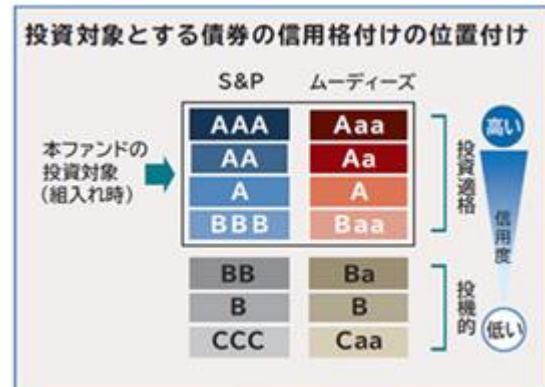 投資対象とする債券の信用格付けの位置付け
S&P ムーディーズ
本ファンドの
投資対象
(組入れ時)
AAA Aaa
AA Aa
A A
BBB Baa
投資適格
BB Ba
B B
CCC Caa
投機的
高い
信用度
低い